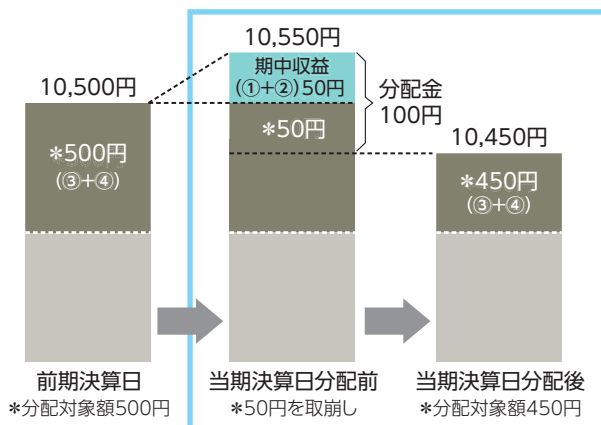 10,500円
*500円
(③+④)
前期決算日
*分配対象額500円
10,550円
期中収益
(①+②)50円
*50円
分配金
100円
当期決算日分配前
*50円を取崩し
10,450円
*450円
(③+④)
当期決算日分配後
*分配対象額450円